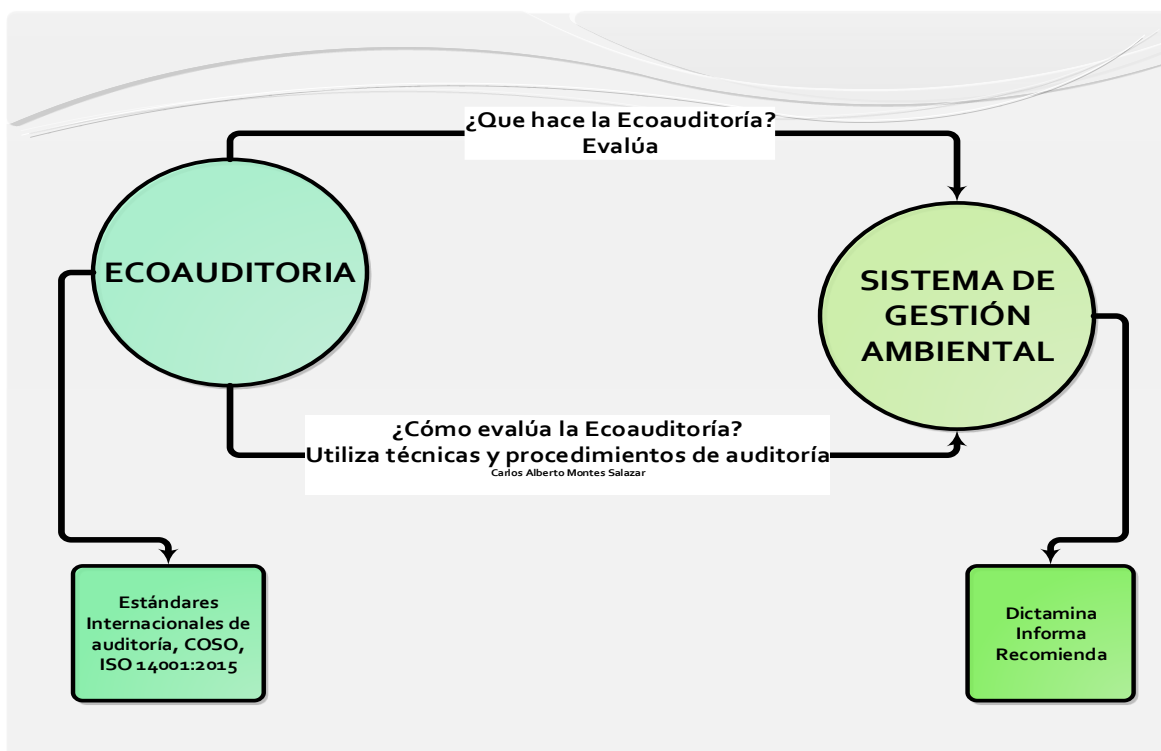 ¿Que hace la Ecoauditoría?
Evalúa
ECOAUDITORIA
SISTEMA DE
GESTIÓN
AMBIENTAL
¿Cómo evalúa la Ecoauditoría?
Utiliza técnicas y procedimientos de auditoría
Carlos Alberto Montes Salazar
Estándares
Internacionales de
auditoría, COSO,
ISO 14001:2015
Dictamina
Informa
Recomienda